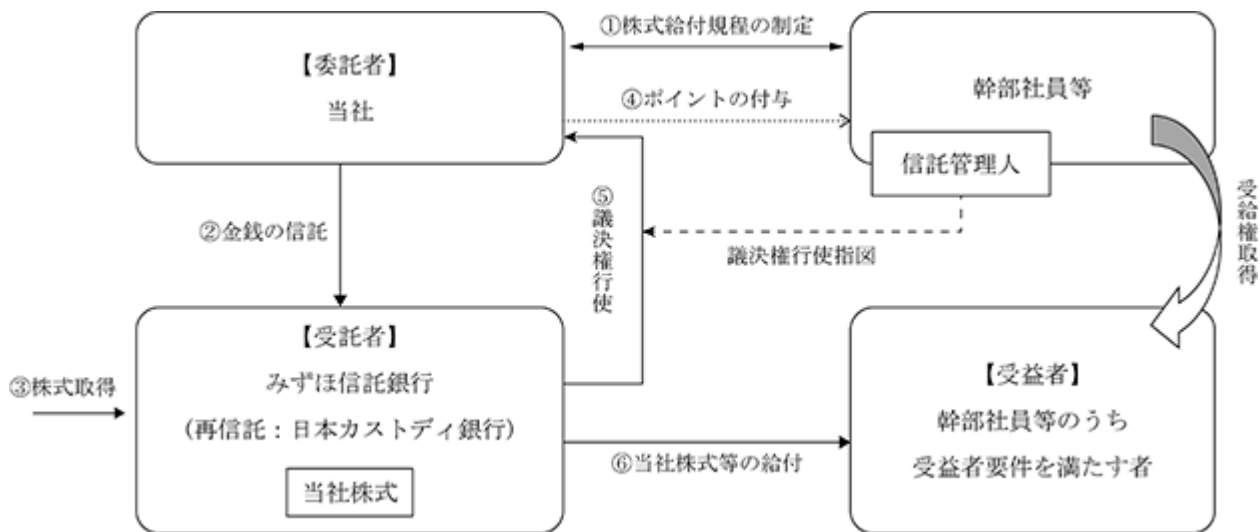 ①株式給付規程の制定
【委託者】
当社
幹部社員等
④ポイントの付与
信託管理人
②金銭の信託
⑤議決権行使
議決権行使指図
受給権取得
【受託者】
みずほ信託銀行
(再信託:日本カストディ銀行)
当社株式
③株式取得
⑥当社株式等の給付
【受益者】
幹部社員等のうち
受益者要件を満たす者